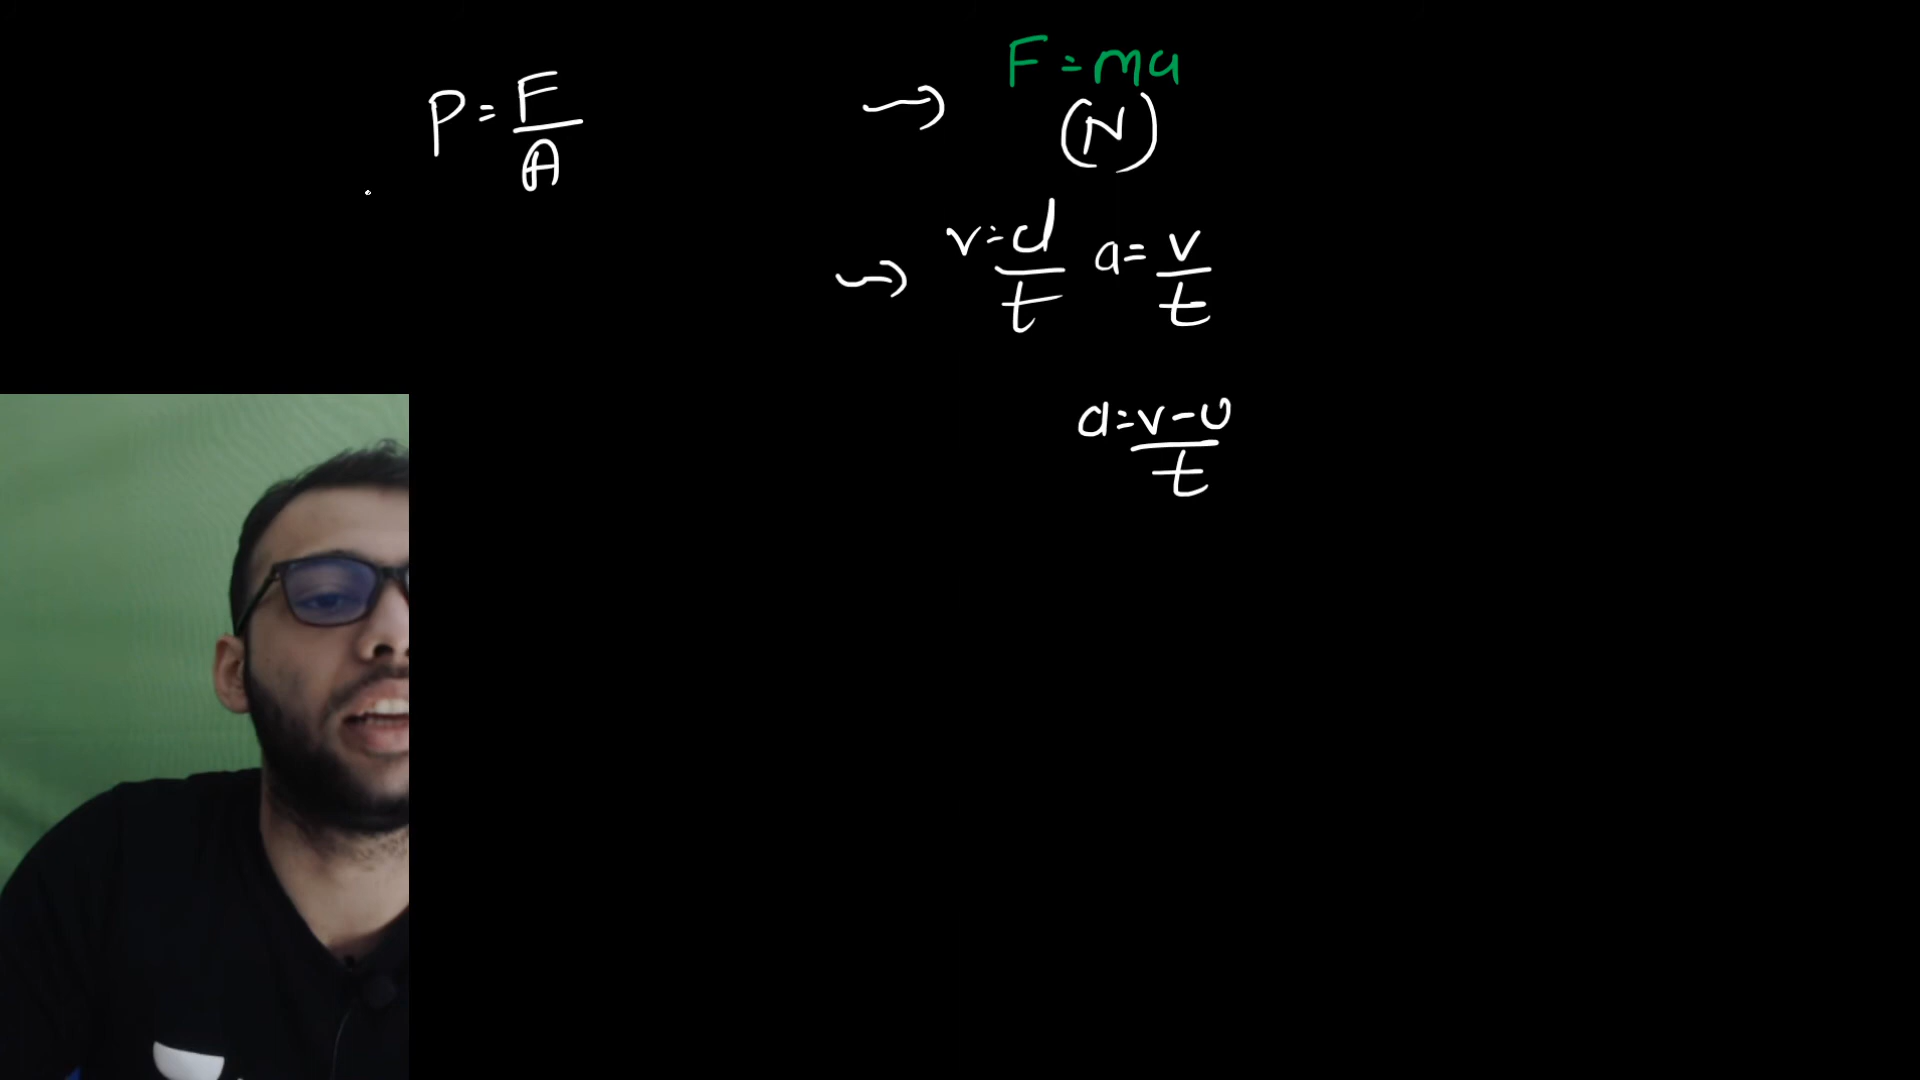 P = F/A
F = ma
(N)
v = d/t
a = v/t
a = v - u/t